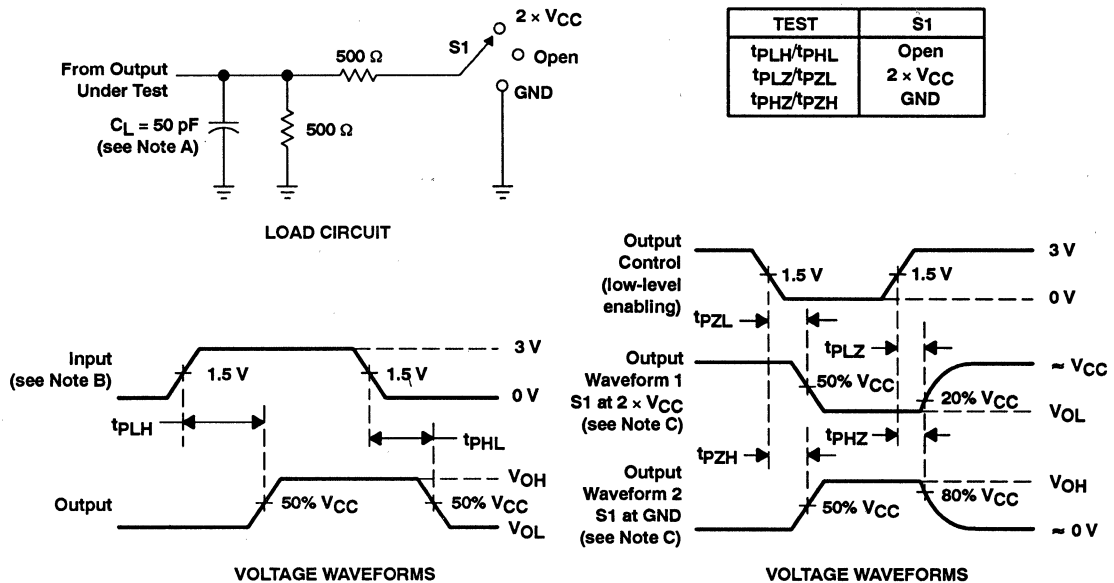 2 × VCC
S1
Open
500 Ω
From Output
Under Test
GND
CL = 50 pF
(see Note A)
500 Ω
LOAD CIRCUIT
TEST S1
tPLH/tPHL Open
tPLZ/tPZL 2 × VCC
tPHZ/tPZH GND
Input
(see Note B)
1.5 V
1.5 V
3 V
0 V
tPLH
tPHL
Output
50% VCC
50% VCC
VOH
VOL
VOLTAGE WAVEFORMS
Output
Control
(low-level
enabling)
1.5 V
1.5 V
3 V
0 V
tPZL
tPLZ
Output
Waveform 1
S1 at 2 × VCC
(see Note C)
50% VCC
20% VCC
≈ VCC
VOL
tPZH
tPHZ
Output
Waveform 2
S1 at GND
(see Note C)
50% VCC
80% VCC
VOH
≈ 0 V
VOLTAGE WAVEFORMS